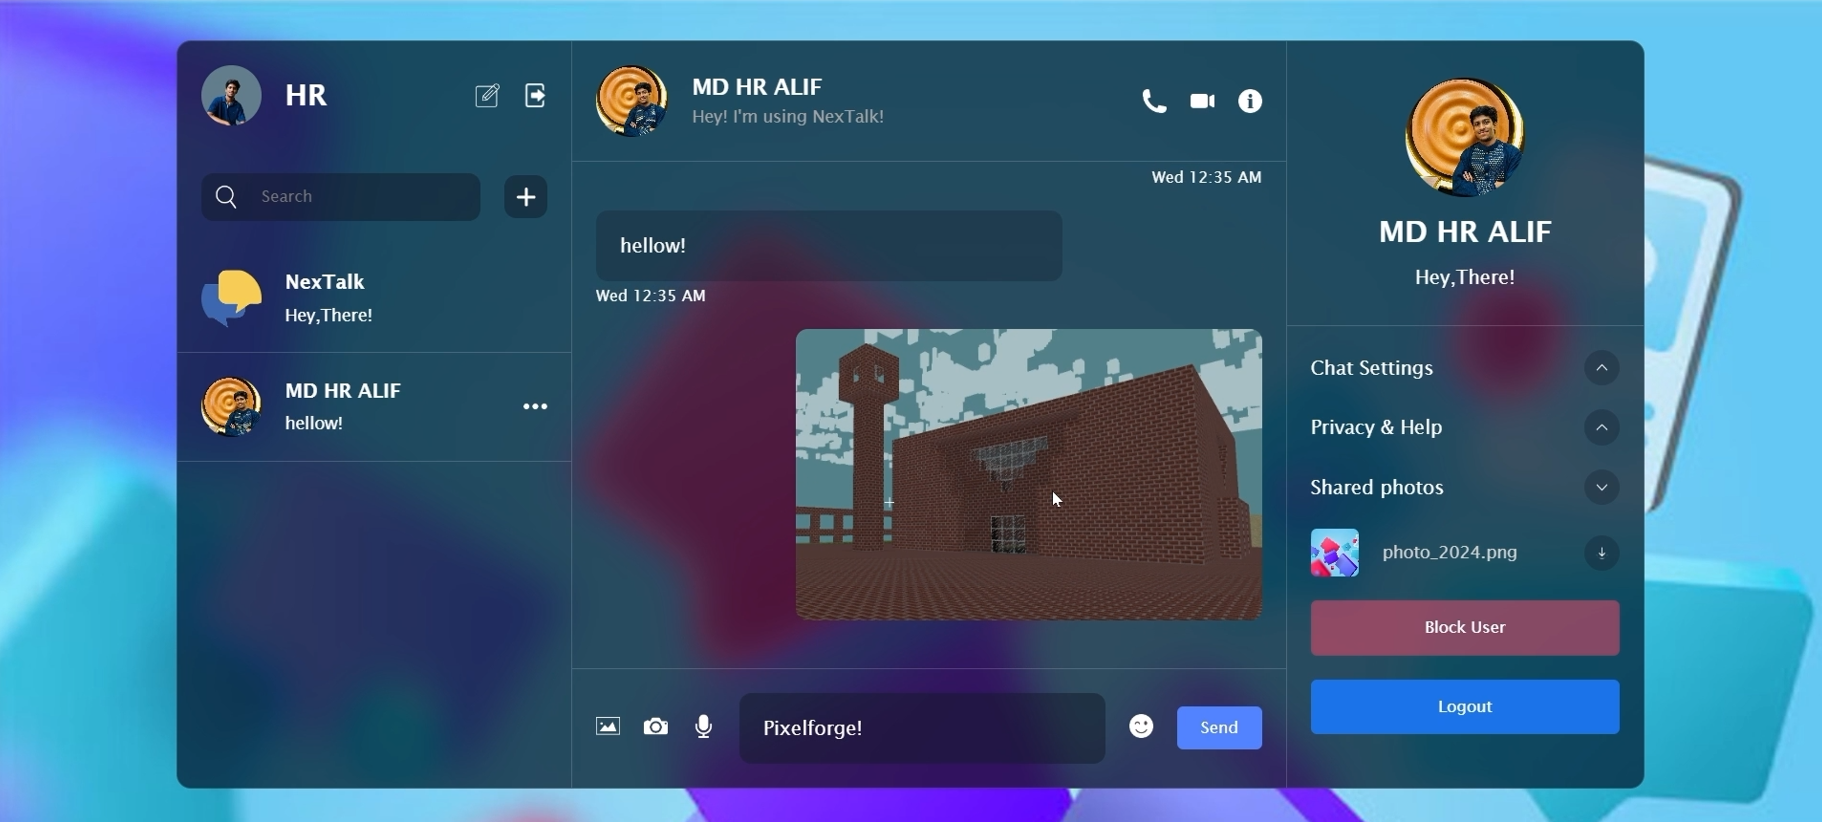 HR
Search
NexTalk
Hey,There!
MD HR ALIF
hellow!
MD HR ALIF
Hey! I'm using NexTalk!
Wed 12:35 AM
hellow!
Wed 12:35 AM
Pixelforge!
Send
MD HR ALIF
Hey,There!
Chat Settings
Privacy & Help
Shared photos
photo_2024.png
Block User
Logout